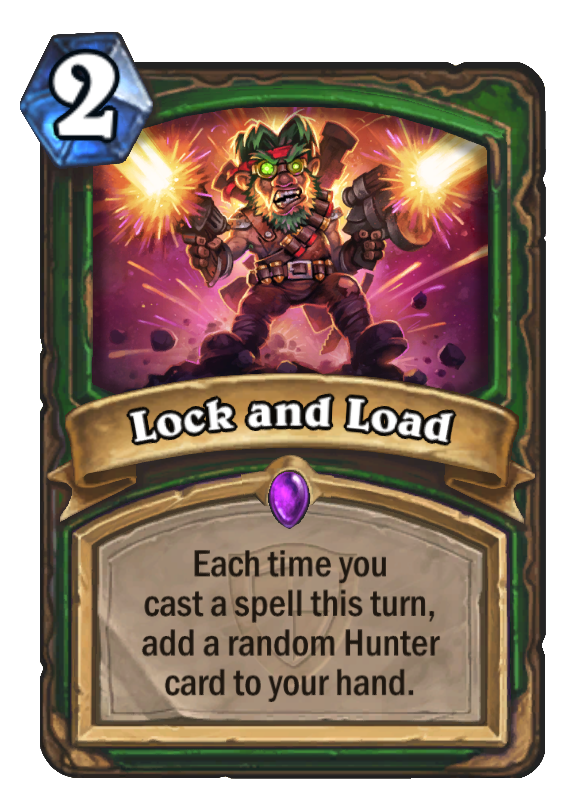 2
Lock and Load
Each time you
cast a spell this turn,
add a random Hunter
card to your hand.